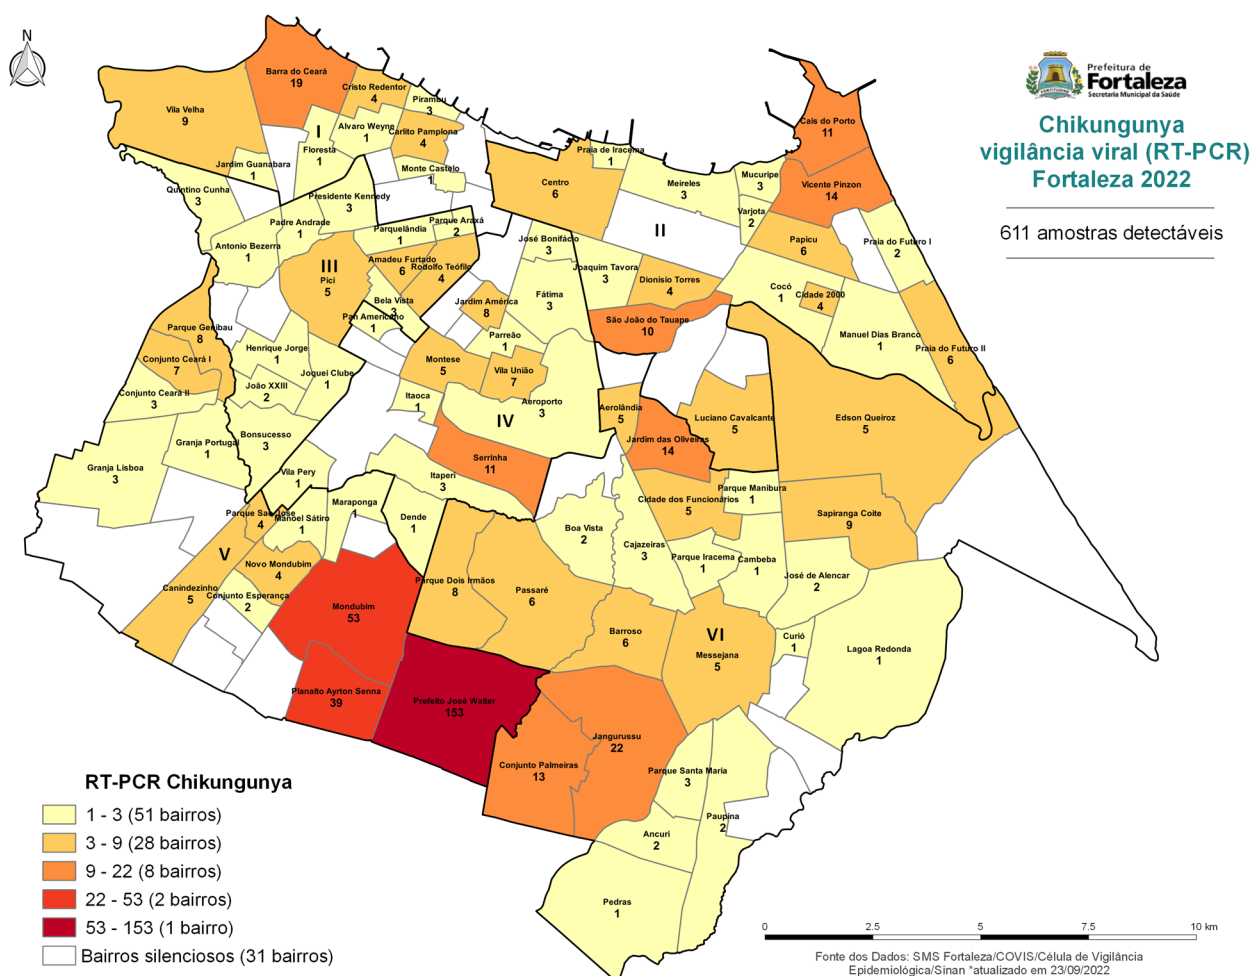 N
Prefeitura de
Fortaleza
Secretaria Municipal da Saúde
Chikungunya
vigilância viral (RT-PCR)
Fortaleza 2022
611 amostras detectáveis
Barra do Ceará
19
Cristo Redentor
4
Pirambu
3
Vila Velha
9
I
Alvaro Weyne
1
Carlito Pamplona
4
Floresta
1
Jardim Guanabara
1
Monte Castelo
1
Quintino Cunha
3
Presidente Kennedy
3
Padre Andrade
1
Parquelândia
1
Parque Araxá
2
Antonio Bezerra
1
III
Pici
5
Amadeu Furtado
6
Rodolfo Teófilo
4
Bela Vista
3
Pan Americano
1
Praia de Iracema
1
Centro
6
Meireles
3
Mucuripe
3
Cais do Porto
11
Vicente Pinzon
14
Varjota
2
II
Papicu
6
Praia do Futuro I
2
José Bonifácio
3
Joaquim Tavora
3
Dionísio Torres
4
Cocó
1
Cidade 2000
4
Fátima
3
Jardim América
8
São João do Tauape
10
Manuel Dias Branco
1
Praia do Futuro II
6
Parque Genibau
8
Conjunto Ceará I
7
Henrique Jorge
1
Joquei Clube
1
João XXIII
2
Conjunto Ceará II
3
Parreão
1
Montese
5
Vila União
7
Itaoca
1
Aeroporto
3
IV
Aerolândia
5
Luciano Cavalcante
5
Edson Queiroz
5
Jardim das Oliveiras
14
Bonsucesso
3
Granja Portugal
1
Granja Lisboa
3
Vila Pery
1
Serrinha
11
Itaperi
3
Parque Manibura
1
Cidade dos Funcionários
5
Sapiranga Coite
9
Maraponga
1
Parque Sao Jose
4
Manoel Sátiro
1
Dende
1
Boa Vista
2
Cajazeiras
3
Parque Iracema
1
Cambeba
1
José de Alencar
2
V
Novo Mondubim
4
Canindezinho
5
Conjunto Esperança
2
Mondubim
53
Parque Dois Irmãos
8
Passaré
6
Barroso
6
VI
Messejana
5
Curió
1
Lagoa Redonda
1
Planalto Ayrton Senna
39
Prefeito José Walter
153
Jangurussu
22
Conjunto Palmeiras
13
Parque Santa Maria
3
Paupina
2
Ancuri
2
Pedras
1
RT-PCR Chikungunya
1 - 3 (51 bairros)
3 - 9 (28 bairros)
9 - 22 (8 bairros)
22 - 53 (2 bairros)
53 - 153 (1 bairro)
Bairros silenciosos (31 bairros)
0 2.5 5 7.5 10 km
Fonte dos Dados: SMS Fortaleza/COVIS/Célula de Vigilância
Epidemiológica/Sinan *atualizado em 23/09/2022